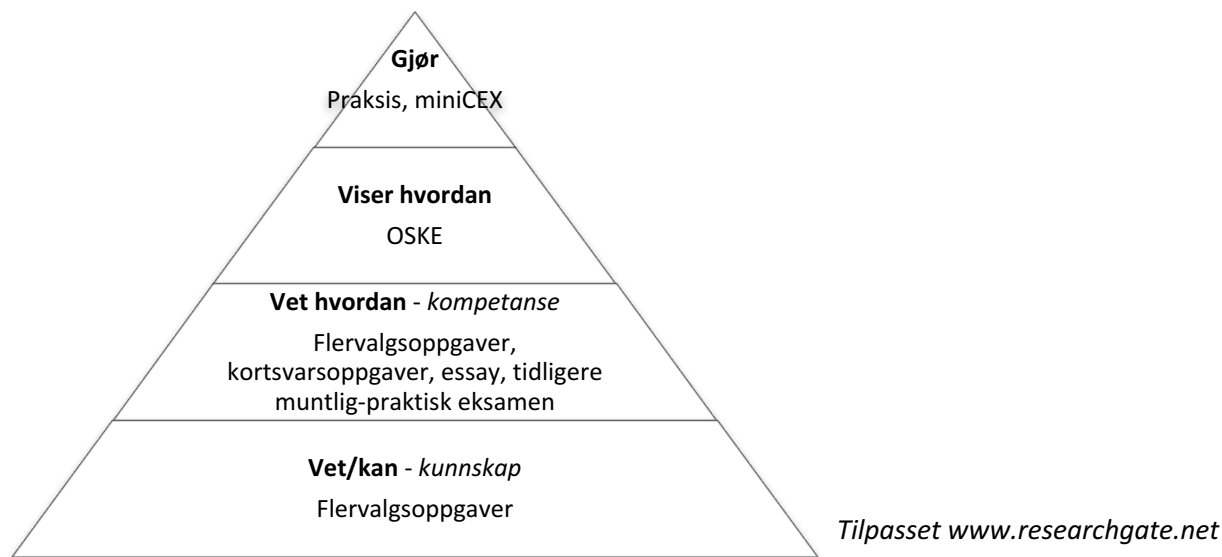 Gjør
Praksis, miniCEX
Viser hvordan
OSKE
Vet hvordan - kompetanse
Flervalgsoppgaver,
kortsvarsoppgaver, essay, tidligere
muntlig-praktisk eksamen
Vet/kan - kunnskap
Flervalgsoppgaver
Tilpasset www.researchgate.net